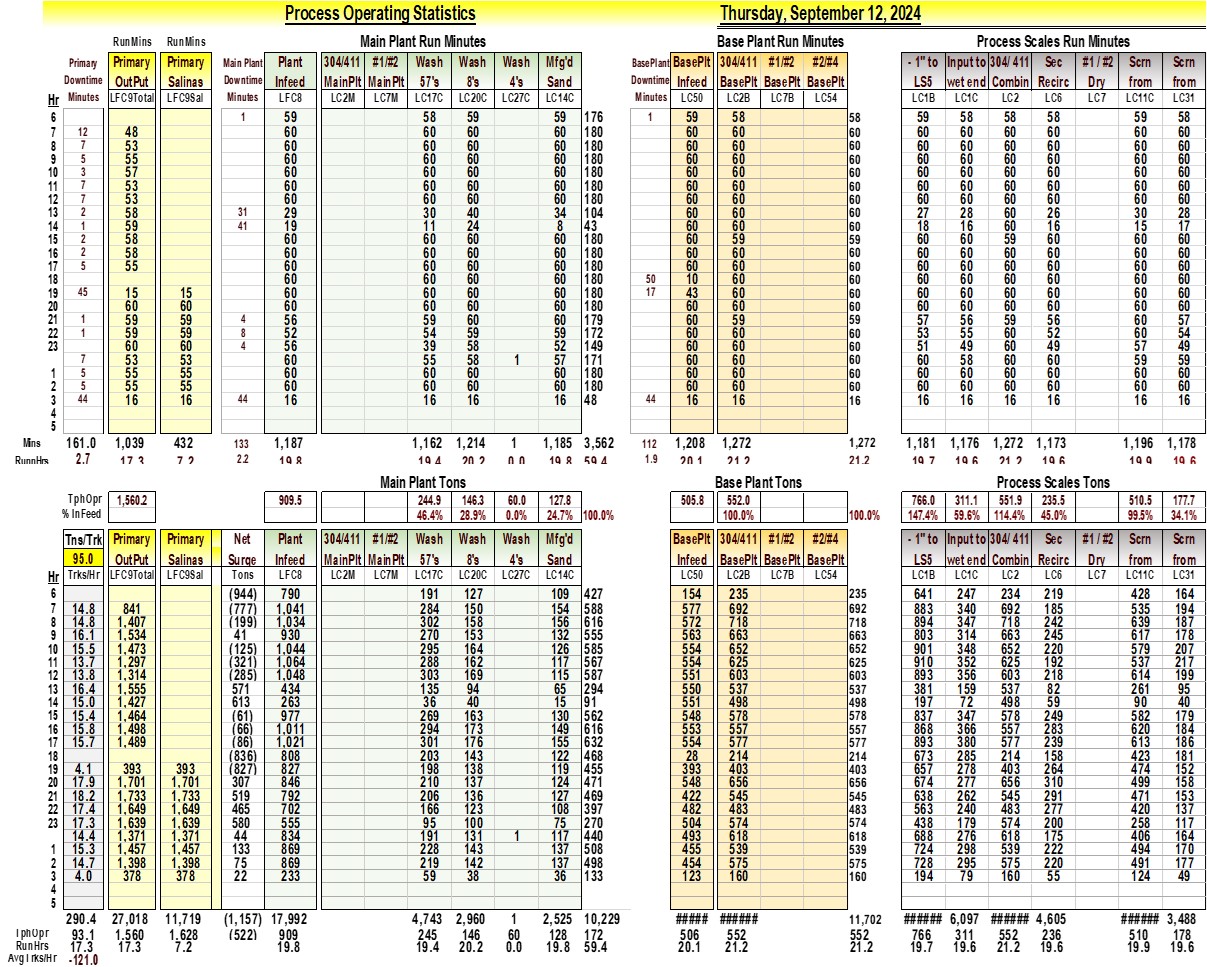 Process Operating Statistics Thursday, September 12, 2024
RunMins RunMins Main Plant Run Minutes Base Plant Run Minutes Process Scales Run Minutes
Primary Primary Primary Main Plant Plant 304/411 #1/#2 Wash Wash Wash Mfg'd BasePlant BasePlt 304/411 #1/#2 #2/#4 - 1" to Input to 304/ 411 Sec #1 / #2 Scrn Scrn
Downtime OutPut Salinas Downtime Infeed MainPlt MainPlt 57's 8's 4's Sand Downtime Infeed BasePlt BasePlt BasePlt LS5 wet end Combin Recirc Dry from from
Hr Minutes LFC9Total LFC9Sal Minutes LFC8 LC2M LC7M LC17C LC20C LC27C LC14C Minutes LC50 LC2B LC7B LC54 LC1B LC1C LC2 LC6 LC7 LC11C LC31
6 1 59 58 59 59 176 1 59 58 58 59 58 58 58 59 58
7 12 48 60 60 60 60 180 60 60 60 60 60 60 60 60 60
8 7 53 60 60 60 60 180 60 60 60 60 60 60 60 60 60
9 5 55 60 60 60 60 180 60 60 60 60 60 60 60 60 60
10 3 57 60 60 60 60 180 60 60 60 60 60 60 60 60 60
11 7 53 60 60 60 60 180 60 60 60 60 60 60 60 60 60
12 7 53 60 60 60 60 180 60 60 60 60 60 60 60 60 60
13 2 58 31 29 30 40 34 104 60 60 60 27 28 60 26 30 28
14 1 59 41 19 11 24 8 43 60 60 60 18 16 60 16 15 17
15 2 58 60 60 60 60 180 60 59 59 60 60 60 60 60 60
16 2 58 60 60 60 60 180 60 60 60 60 60 60 60 60 60
17 5 55 60 60 60 60 180 60 60 60 60 60 60 60 60 60
18 60 60 60 60 180 50 10 60 60 60 60 60 60 60 60
19 45 15 15 60 60 60 60 180 17 43 60 60 60 60 60 60 60 60
20 60 60 60 60 60 60 180 60 60 60 60 60 60 60 60 60
21 1 59 59 4 56 59 60 60 179 60 59 59 57 56 59 56 60 57
22 1 59 59 8 52 54 59 59 172 60 60 60 53 55 60 52 60 54
23 60 60 4 56 39 58 52 149 60 60 60 51 49 60 49 57 49
7 53 53 60 55 58 1 57 171 60 60 60 60 58 60 60 59 59
1 5 55 55 60 60 60 60 180 60 60 60 60 60 60 60 60 60
2 5 55 55 60 60 60 60 180 60 60 60 60 60 60 60 60 60
3 44 16 16 44 16 16 16 16 48 44 16 16 16 16 16 16 16 16 16
4
5
Mins 161.0 1,039 432 133 1,187 1,162 1,214 1 1,185 3,562 112 1,208 1,272 1,272 1,181 1,176 1,272 1,173 1,196 1,178
RunnHrs 2.7 17.3 7.2 2.2 19.8 19.4 20.2 0.0 19.8 59.4 1.9 20.1 21.2 21.2 19.7 19.6 21.2 19.6 19.9 19.6
Main Plant Tons Base Plant Tons Process Scales Tons
TphOpr 1,560.2 909.5 244.9 146.3 60.0 127.8 505.8 552.0 766.0 311.1 551.9 235.5 510.5 177.7
% InFeed 46.4% 28.9% 0.0% 24.7% 100.0% 100.0% 100.0% 147.4% 59.6% 114.4% 45.0% 99.5% 34.1%
Tns/Trk Primary Primary Net Plant 304/411 #1/#2 Wash Wash Wash Mfg'd BasePlt 304/411 #1/#2 #2/#4 - 1" to Input to 304/ 411 Sec #1 / #2 Scrn Scrn
95.0 OutPut Salinas Surge Infeed MainPlt MainPlt 57's 8's 4's Sand Infeed BasePlt BasePlt BasePlt LS5 wet end Combin Recirc Dry from from
Hr Trks/Hr LFC9Total LFC9Sal Tons LFC8 LC2M LC7M LC17C LC20C LC27C LC14C LC50 LC2B LC7B LC54 LC1B LC1C LC2 LC6 LC7 LC11C LC31
6 (944) 790 191 127 109 427 154 235 235 641 247 234 219 428 164
7 14.8 841 (777) 1,041 284 150 154 588 577 692 692 883 340 692 185 535 194
8 14.8 1,407 (199) 1,034 302 158 156 616 572 718 718 894 347 718 242 639 187
9 16.1 1,534 41 930 270 153 132 555 563 663 663 803 314 663 245 617 178
10 15.5 1,473 (125) 1,044 295 164 126 585 554 652 652 901 348 652 220 579 207
11 13.7 1,297 (321) 1,064 288 162 117 567 554 625 625 910 352 625 192 537 217
12 13.8 1,314 (285) 1,048 303 169 115 587 551 603 603 893 356 603 218 614 199
13 16.4 1,555 571 434 135 94 65 294 550 537 537 381 159 537 82 261 95
14 15.0 1,427 613 263 36 40 15 91 551 498 498 197 72 498 59 90 40
15 15.4 1,464 (61) 977 269 163 130 562 548 578 578 837 347 578 249 582 179
16 15.8 1,498 (66) 1,011 294 173 149 616 553 557 557 868 366 557 283 620 184
17 15.7 1,489 (86) 1,021 301 176 155 632 554 577 577 893 380 577 239 613 186
18 (836) 808 203 143 122 468 28 214 214 673 285 214 158 423 181
19 4.1 393 393 (827) 827 198 138 119 455 393 403 403 657 278 403 264 474 152
20 17.9 1,701 1,701 307 846 210 137 124 471 548 656 656 674 277 656 310 499 158
21 18.2 1,733 1,733 519 792 206 136 127 469 422 545 545 638 262 545 291 471 153
22 17.4 1,649 1,649 465 702 166 123 108 397 482 483 483 563 240 483 277 420 137
23 17.3 1,639 1,639 580 555 95 100 75 270 504 574 574 438 179 574 200 258 117
14.4 1,371 1,371 44 834 191 131 1 117 440 493 618 618 688 276 618 175 406 164
1 15.3 1,457 1,457 133 869 228 143 137 508 455 539 539 724 298 539 222 494 170
2 14.7 1,398 1,398 75 869 219 142 137 498 454 575 575 728 295 575 220 491 177
3 4.0 378 378 22 233 59 38 36 133 123 160 160 194 79 160 55 124 49
4
5
290.4 27,018 11,719 (1,157) 17,992 4,743 2,960 1 2,525 10,229 ##### ###### 11,702 ###### 6,097 ###### 4,605 ###### 3,488
TphOpr 93.1 1,560 1,628 (522) 909 245 146 60 128 172 506 552 552 766 311 552 236 510 178
RunHrs 17.3 17.3 7.2 19.8 19.4 20.2 0.0 19.8 59.4 20.1 21.2 21.2 19.7 19.6 21.2 19.6 19.9 19.6
AvgTrks/Hr -121.0